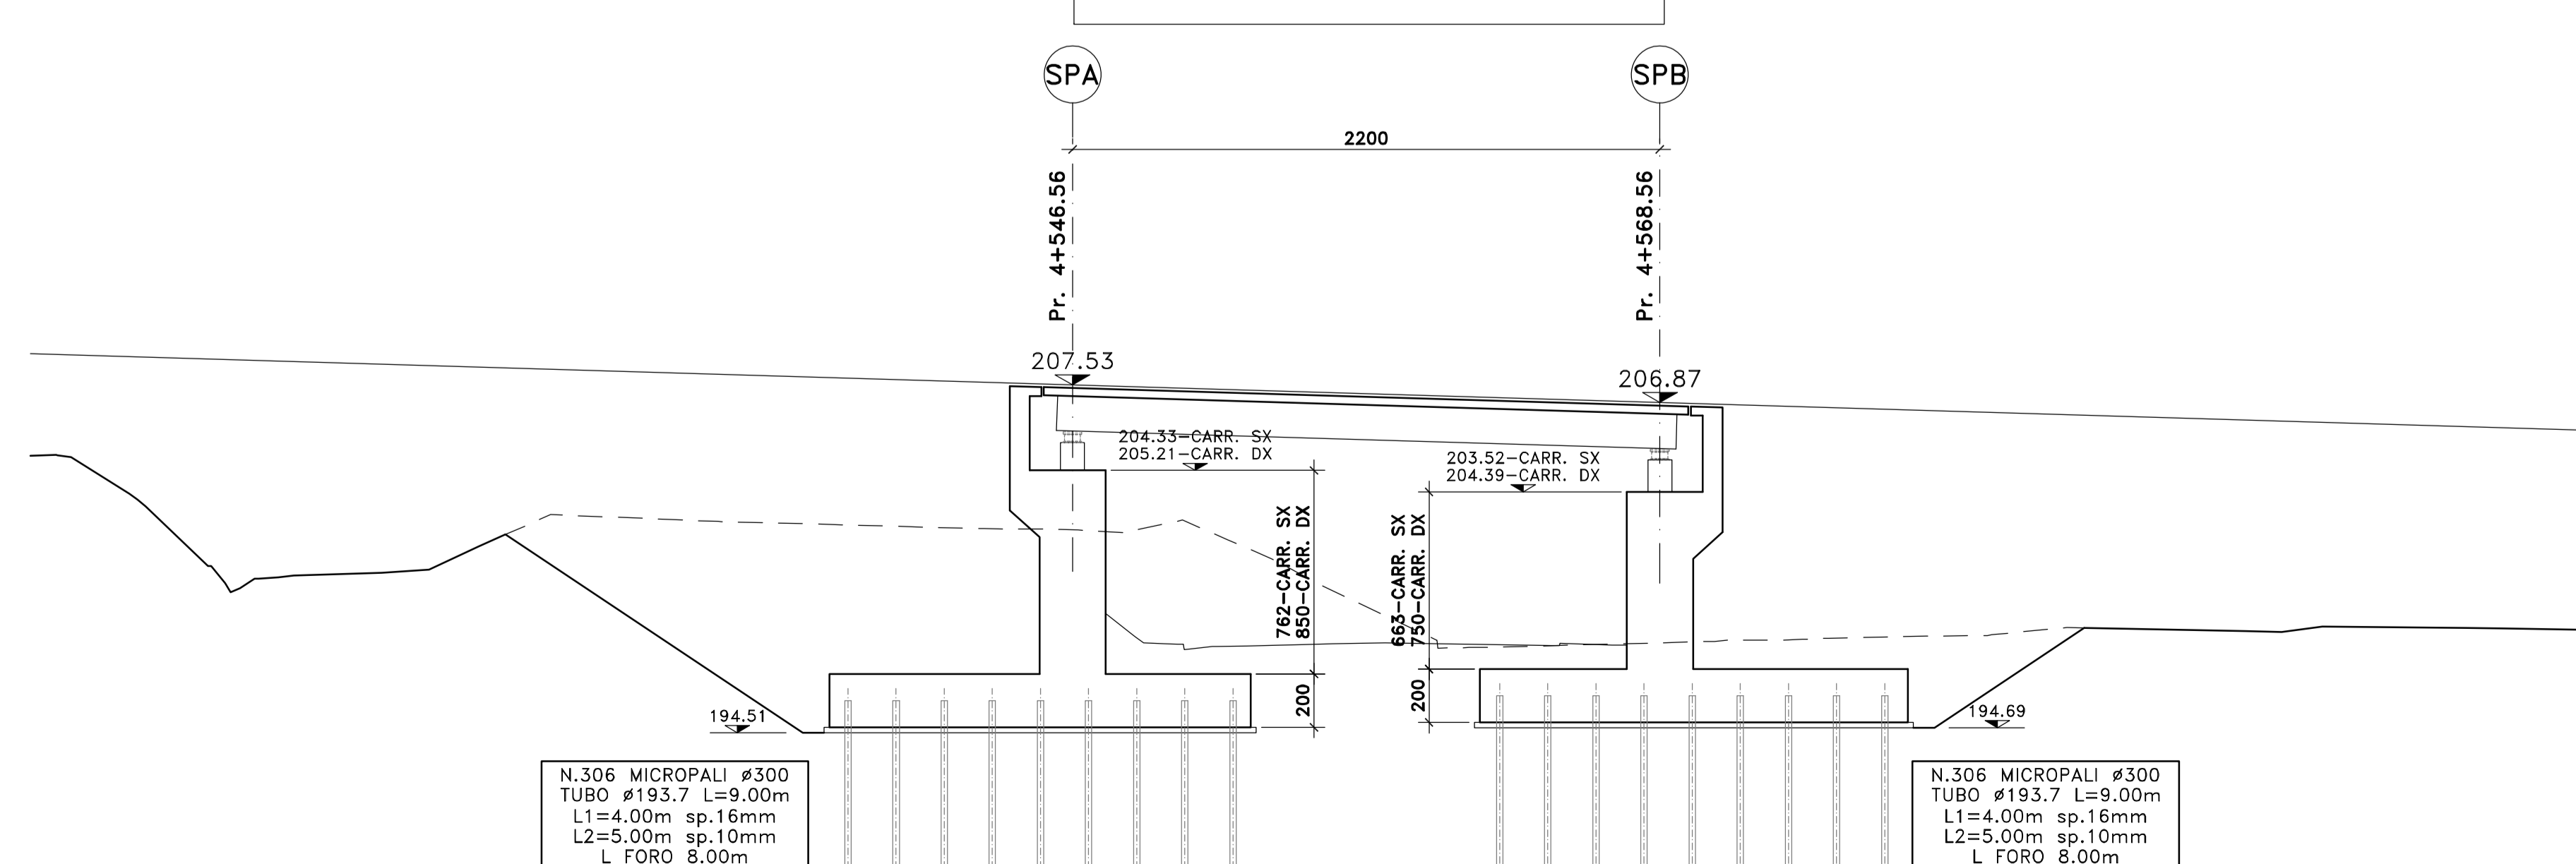 SPA
SPB
2200
Pr. 4+546.56
Pr. 4+568.56
207.53
206.87
204.33-CARR. SX
205.21-CARR. DX
203.52-CARR. SX
204.39-CARR. DX
762-CARR. SX
850-CARR. DX
663-CARR. SX
750-CARR. DX
200
200
194.51
194.69
N.306 MICROPALI ø300
TUBO ø193.7 L=9.00m
L1=4.00m sp.16mm
L2=5.00m sp.10mm
L FORO 8.00m
N.306 MICROPALI ø300
TUBO ø193.7 L=9.00m
L1=4.00m sp.16mm
L2=5.00m sp.10mm
L FORO 8.00m